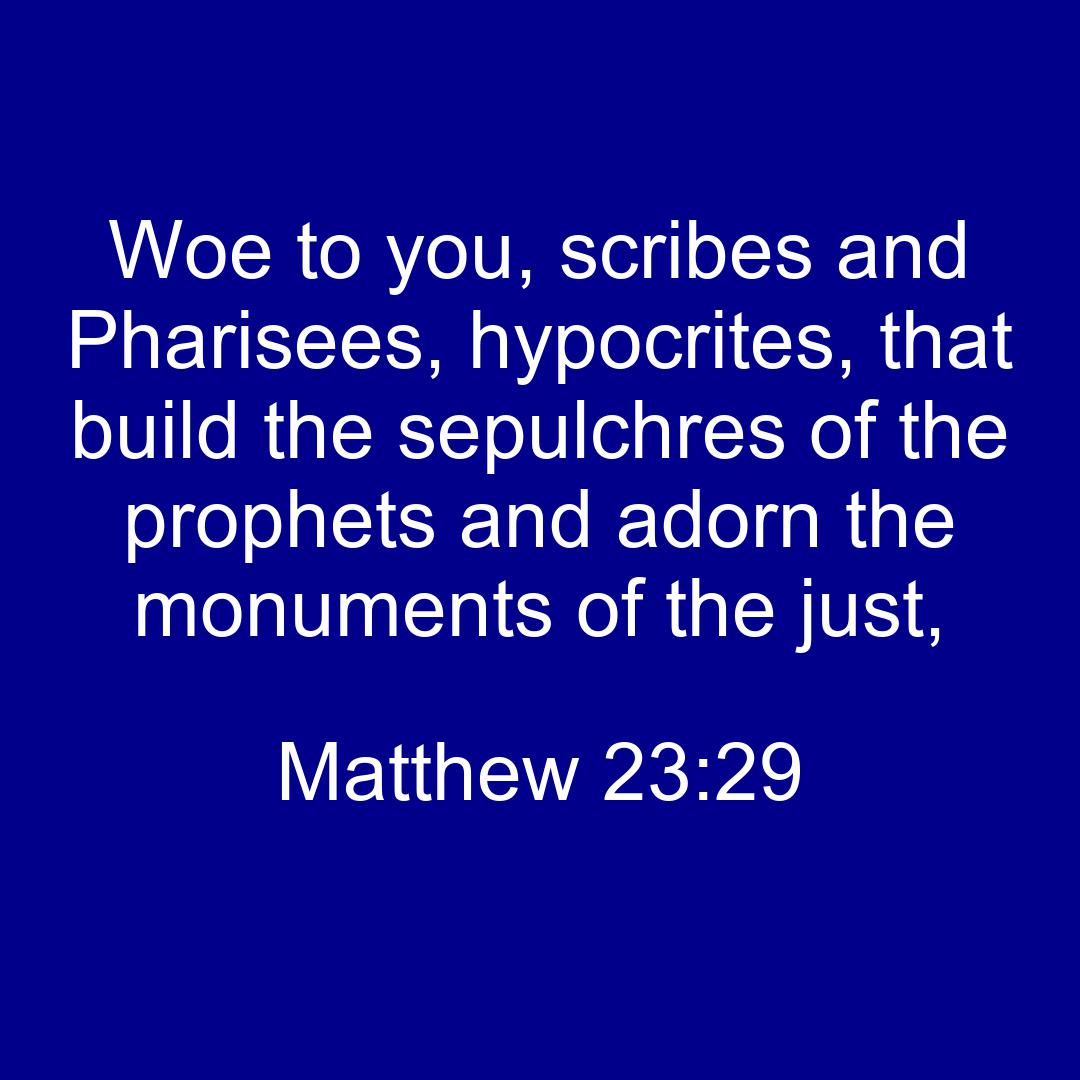 Woe to you, scribes and
Pharisees, hypocrites, that
build the sepulchres of the
prophets and adorn the
monuments of the just,
Matthew 23:29